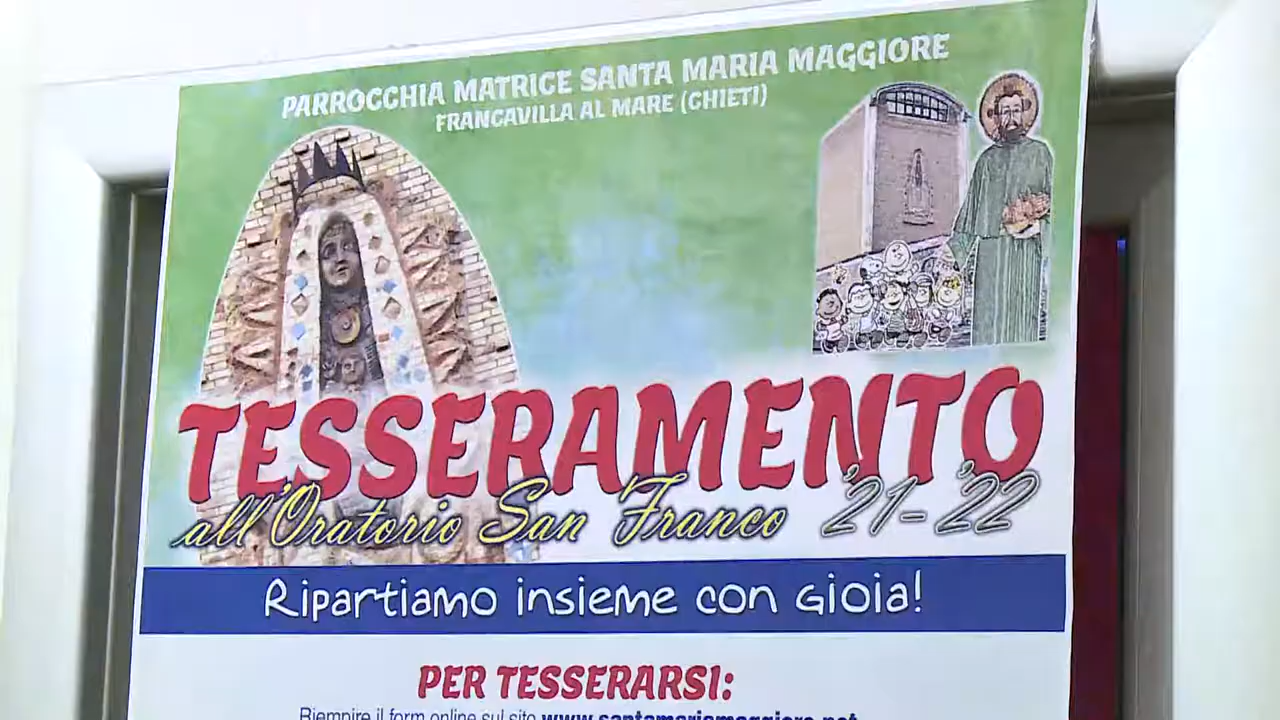 PARROCCHIA MATRICE SANTA MARIA MAGGIORE
FRANCAVILLA AL MARE (CHIETI)
TESSERAMENTO
all'Oratorio San Franco '21-'22
Ripartiamo insieme con gioia!
PER TESSERARSI:
Riempire il form online sul sito www.santamariamaggiore.net